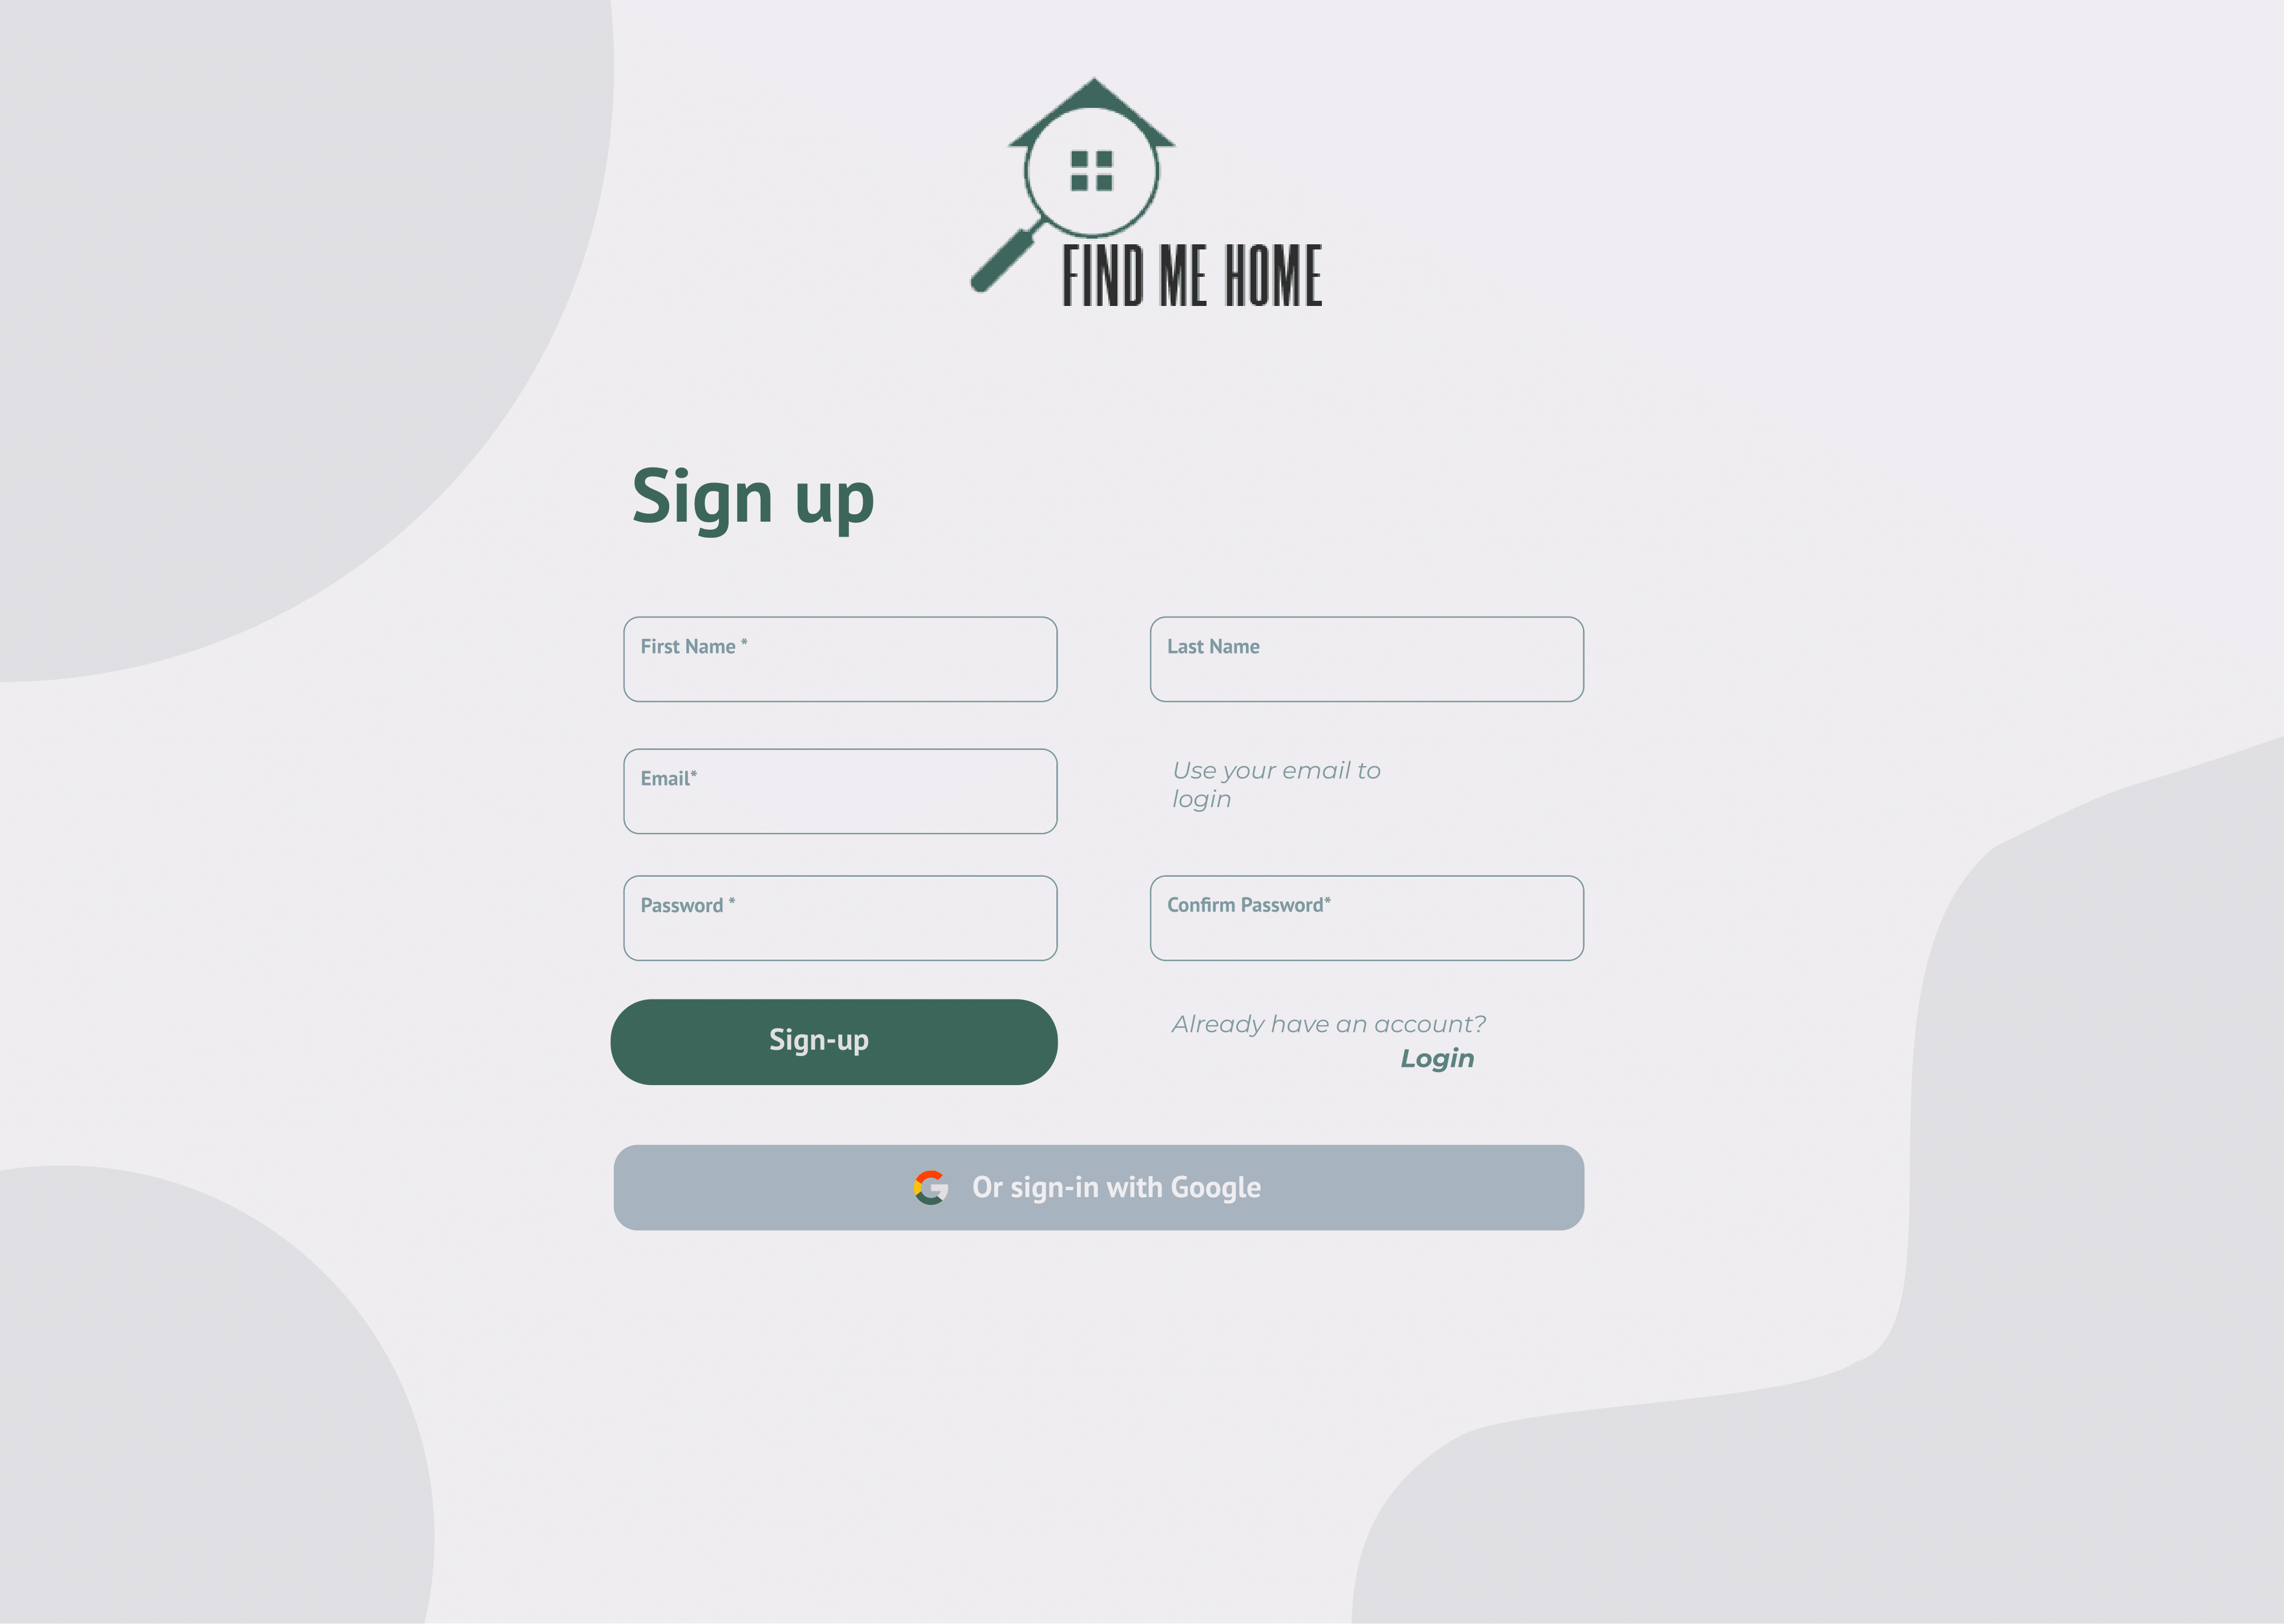 FIND ME HOME
Sign up
First Name *
Last Name
Email*
Use your email to
login
Password *
Confirm Password*
Sign-up
Already have an account?
Login
Or sign-in with Google